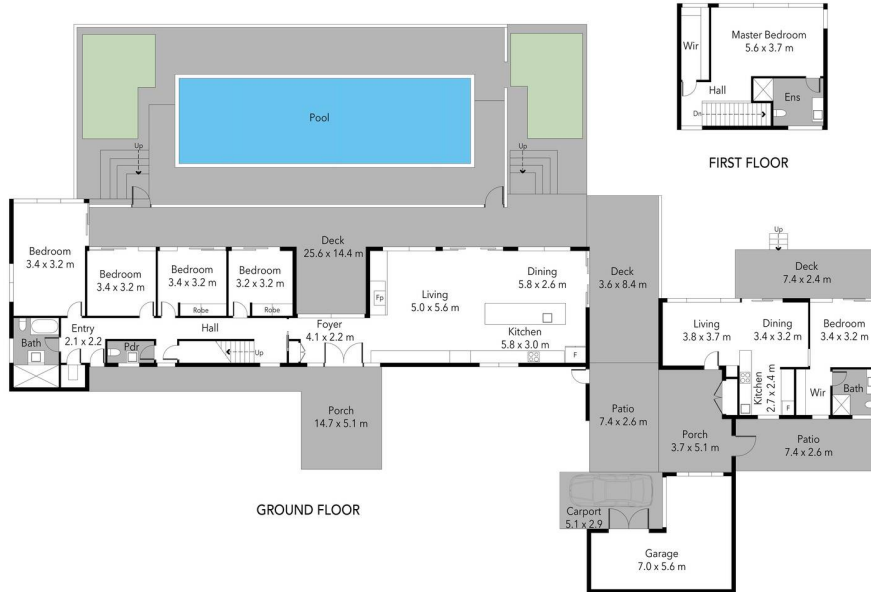 Master Bedroom
5.6 x 3.7 m
Wir
Hall
Ens
Dn
FIRST FLOOR
Pool
Up
Up
Deck
25.6 x 14.4 m
Bedroom
3.4 x 3.2 m
Bedroom
3.4 x 3.2 m
Bedroom
3.4 x 3.2 m
Bedroom
3.2 x 3.2 m
Robe
Robe
Fp
Living
5.0 x 5.6 m
Dining
5.8 x 2.6 m
Kitchen
5.8 x 3.0 m
F
Entry
2.1 x 2.2
Hall
Foyer
4.1 x 2.2 m
Bath
Pdr
Up
Porch
14.7 x 5.1 m
Deck
3.6 x 8.4 m
Up
Deck
7.4 x 2.4 m
Living
3.8 x 3.7 m
Dining
3.4 x 3.2 m
Bedroom
3.4 x 3.2 m
Kitchen
2.7 x 2.4 m
F
Wir
Bath
Patio
7.4 x 2.6 m
Porch
3.7 x 5.1 m
Patio
7.4 x 2.6 m
Carport
5.1 x 2.9
Garage
7.0 x 5.6 m
GROUND FLOOR